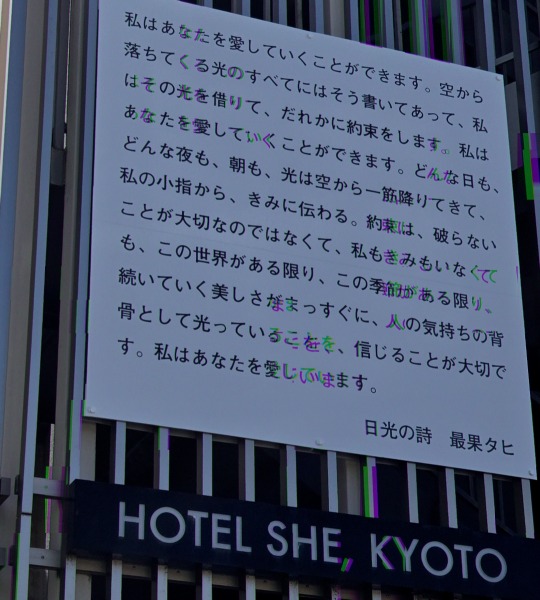 私はあなたを愛していくことができます。空から
落ちてくる光のすべてにはそう書いてあって、私
はその光を借りて、だれかに約束をします。私は
あなたを愛していくことができます。どんな日も、
どんな夜も、朝も、光は空から一筋降りてきて、
私の小指から、きみに伝わる。約束は、破らない
ことが大切なのではなくて、私もきみもいなくて
も、この世界がある限り、この季節がある限り、
続いていく美しさがまっすぐに、人の気持ちの背
骨として光っていることを、信じることが大切で
す。私はあなたを愛しています。
日光の詩 最果タヒ
HOTEL SHE, KYOTO